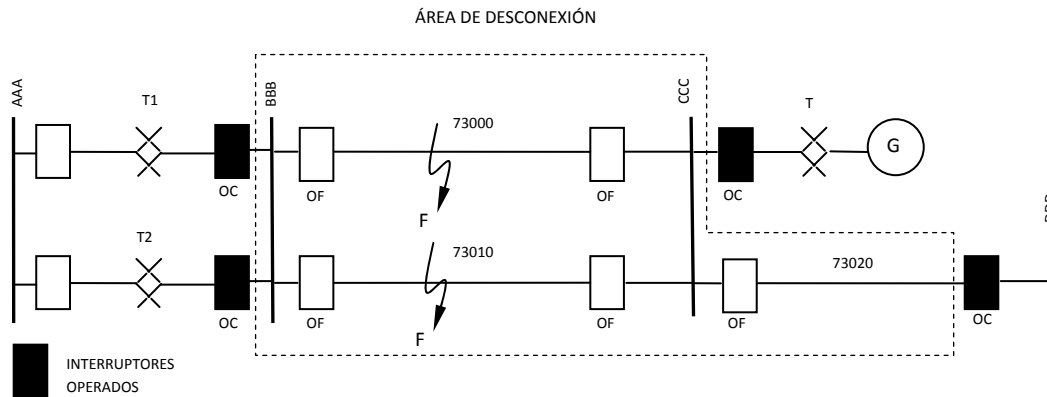 ÁREA DE DESCONEXIÓN
AAA
T1
BBB
73000
CCC
T
G
OC
OF
OF
OC
F
T2
73010
73020
OC
OF
OF
OF
OC
F
INTERRUPTORES
OPERADOS